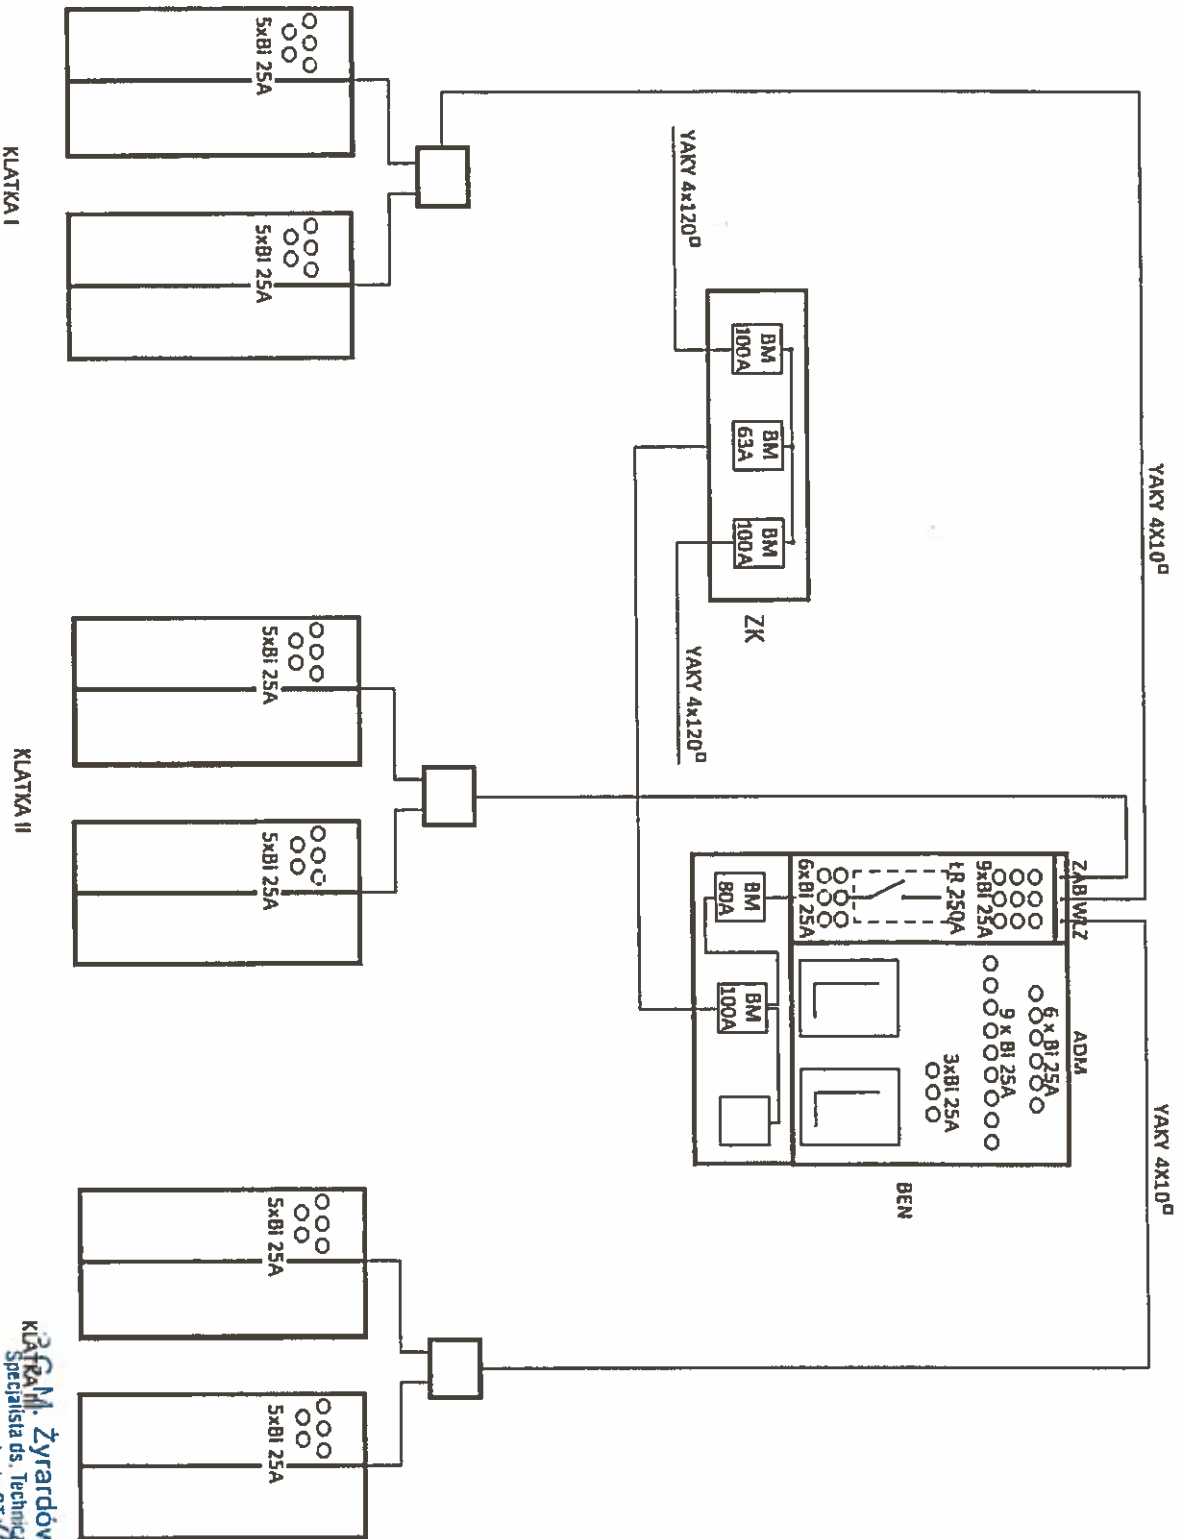 YAKY 4X10□
YAKY 4X10□
ZAB WLZ
ADM
9xBi 25A
ŁR 250A
6xBi 25A
6 x Bi 25A
9 x Bi 25A
3xBi 25A
BEN
BM
80A
BM
100A
ZK
BM
100A
BM
63A
BM
100A
YAKY 4x120□
YAKY 4x120□
5xBi 25A
5xBi 25A
5xBi 25A
5xBi 25A
5xBi 25A
5xBi 25A
KLATKA I
KLATKA II
KLATKA III
P.G.M. Żyrardów
Specjalista ds.